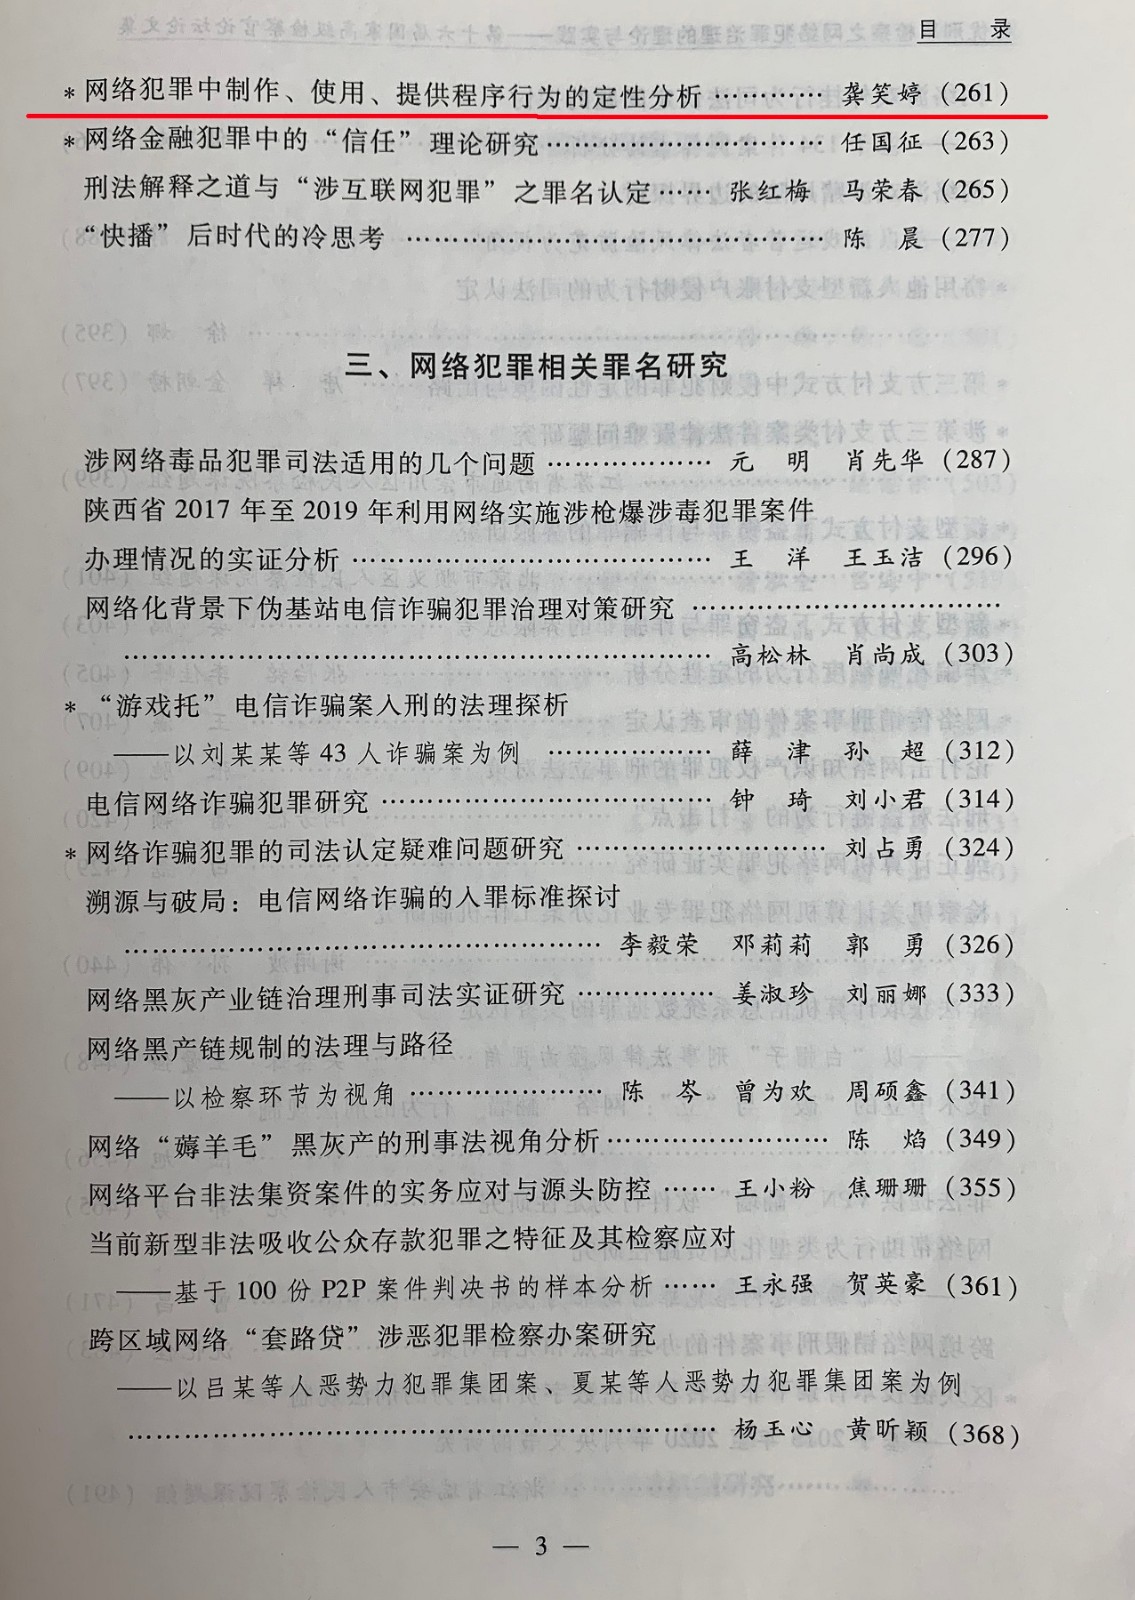 目 录
* 网络犯罪中制作、使用、提供程序行为的定性分析 …………… 龚笑婷 (261)
* 网络金融犯罪中的“信任”理论研究 ………………………… 任国征 (263)
刑法解释之道与“涉互联网犯罪”之罪名认定 …… 张红梅 马荣春 (265)
“快播”后时代的冷思考 ……………………………………… 陈 晨 (277)
三、网络犯罪相关罪名研究
涉网络毒品犯罪司法适用的几个问题 ……………… 元 明 肖先华 (287)
陕西省 2017 年至 2019 年利用网络实施涉枪爆涉毒犯罪案件
办理情况的实证分析 ………………………………… 王 洋 王玉洁 (296)
网络化背景下伪基站电信诈骗犯罪治理对策研究 ……………………………
……………………………………………………… 高松林 肖尚成 (303)
* “游戏托”电信诈骗案入刑的法理探析
——以刘某某等 43 人诈骗案为例 ……………… 薛 津 孙 超 (312)
电信网络诈骗犯罪研究 ……………………………… 钟 琦 刘小君 (314)
* 网络诈骗犯罪的司法认定疑难问题研究 ……………………… 刘占勇 (324)
溯源与破局：电信网络诈骗的入罪标准探讨
…………………………………………… 李毅荣 邓莉莉 郭 勇 (326)
网络黑灰产业链治理刑事司法实证研究 …………… 姜淑珍 刘丽娜 (333)
网络黑产链规制的法理与路径
——以检察环节为视角 ………………… 陈 岑 曾为欢 周硕鑫 (341)
网络“薅羊毛”黑灰产的刑事法视角分析 …………………… 陈 焰 (349)
网络平台非法集资案件的实务应对与源头防控 …… 王小粉 焦珊珊 (355)
当前新型非法吸收公众存款犯罪之特征及其检察应对
——基于 100 份 P2P 案件判决书的样本分析 …… 王永强 贺英豪 (361)
跨区域网络“套路贷”涉恶犯罪检察办案研究
——以吕某等人恶势力犯罪集团案、夏某等人恶势力犯罪集团案为例
……………………………………………………… 杨玉心 黄昕颖 (368)
— 3 —